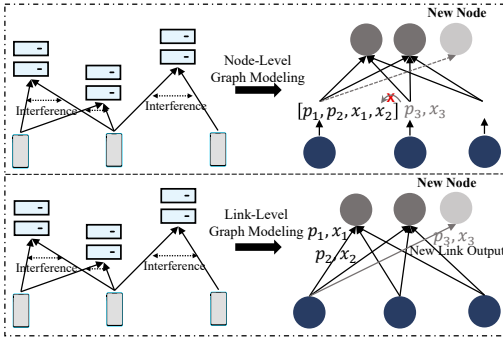 New Node
Node-Level
Graph Modeling
Interference
Interference
Interference
[p₁, p₂, x₁, x₂] p₃, x₃
x
New Node
Link-Level
Graph Modeling
p₁, x₁
p₃, x₃
p₂, x₂
New Link Output
Interference
Interference